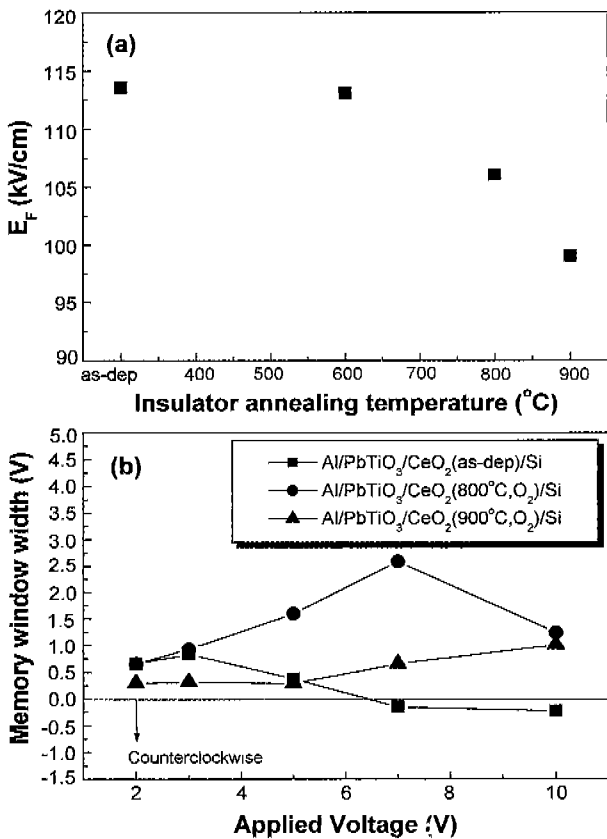 120
(a)
115
110
105
100
95
90
E_F (kV/cm)
as-dep 400 500 600 700 800 900
Insulator annealing temperature (°C)
5.0
4.5
4.0
3.5
3.0
2.5
2.0
1.5
1.0
0.5
0.0
-0.5
-1.0
-1.5
Memory window width (V)
(b)
Al/PbTiO₃/CeO₂(as-dep)/Si
Al/PbTiO₃/CeO₂(800°C,O₂)/Si
Al/PbTiO₃/CeO₂(900°C,O₂)/Si
Counterclockwise
2 4 6 8 10
Applied Voltage (V)